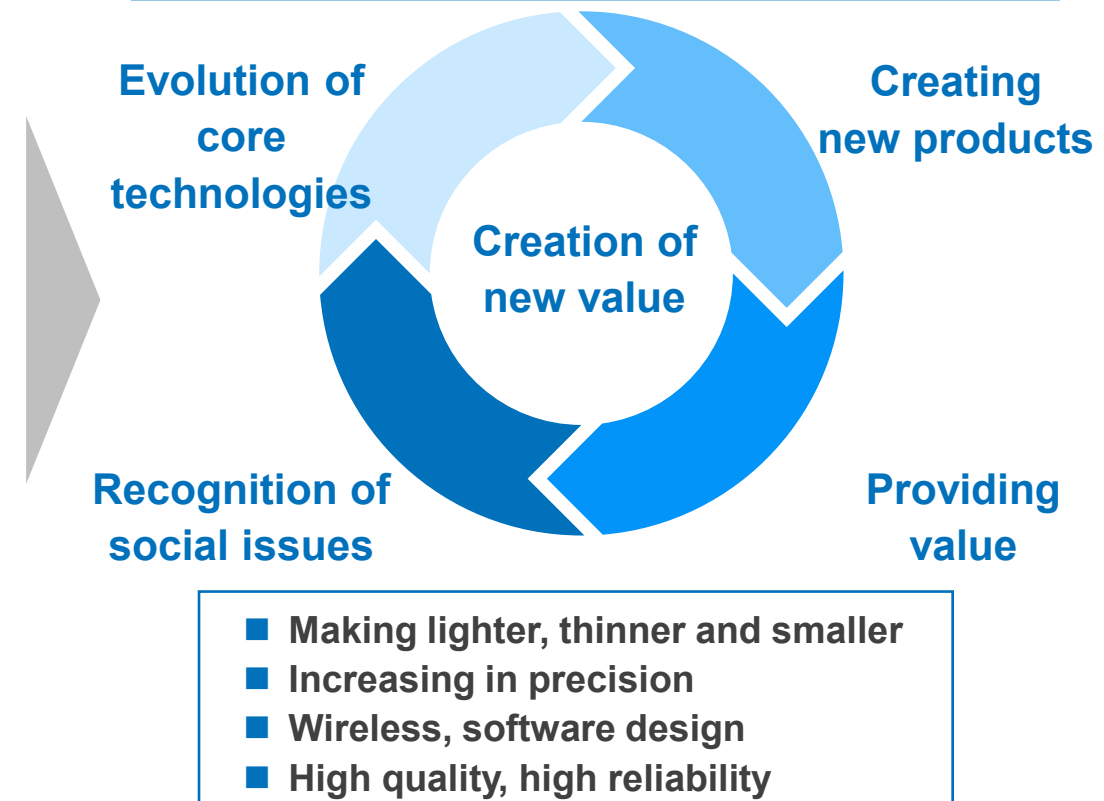 Evolution of
core
technologies
Creating
new products
Creation of
new value
Recognition of
social issues
Providing
value
■ Making lighter, thinner and smaller
■ Increasing in precision
■ Wireless, software design
■ High quality, high reliability